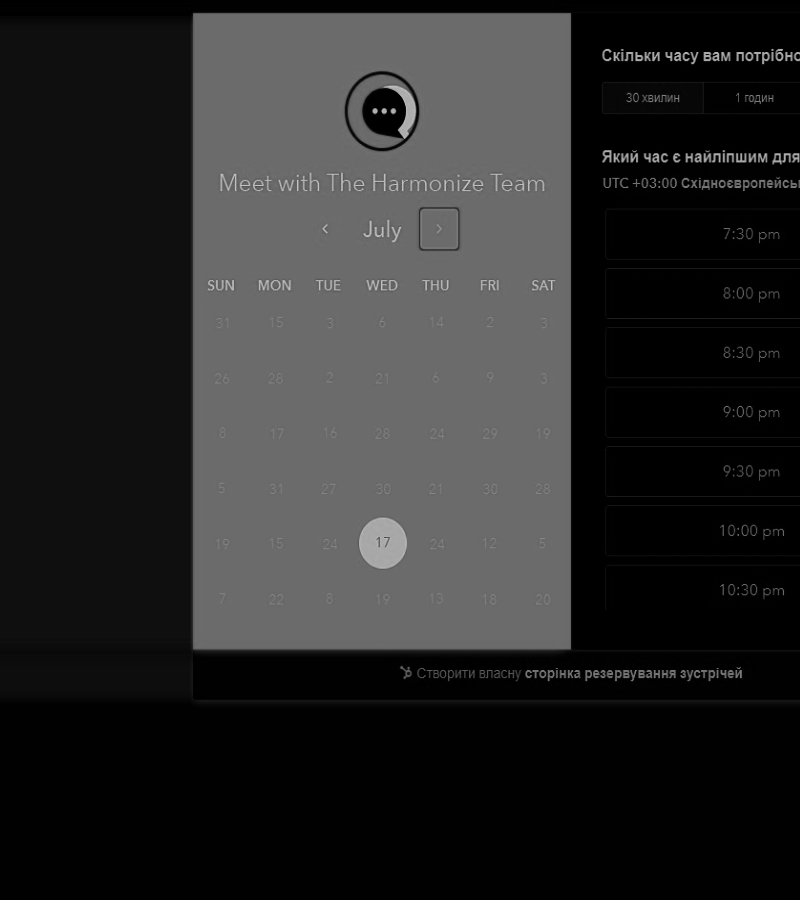 Meet with The Harmonize Team
‹ July ›
SUN MON TUE WED THU FRI SAT
31 15 3 6 14 2 3
26 28 2 21 6 9 3
8 17 16 28 24 29 19
5 31 27 30 21 30 28
19 15 24 17 24 12 5
7 22 8 19 13 18 20
Скільки часу вам потрібно
30 хвилин 1 годин
Який час є найліпшим для
UTC +03:00 Східноєвропейсь
7:30 pm
8:00 pm
8:30 pm
9:00 pm
9:30 pm
10:00 pm
10:30 pm
Створити власну сторінка резервування зустрічей